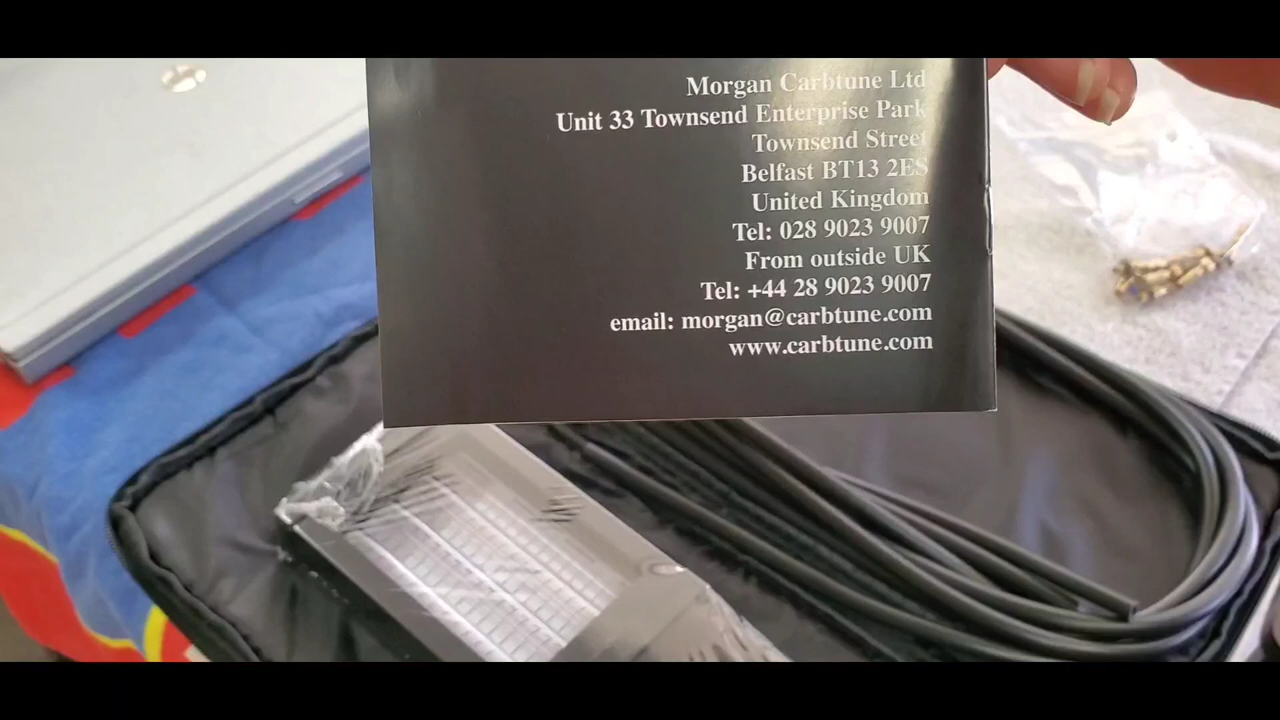 Morgan Carbtune Ltd
Unit 33 Townsend Enterprise Park
Townsend Street
Belfast BT13 2ES
United Kingdom
Tel: 028 9023 9007
From outside UK
Tel: +44 28 9023 9007
email: morgan@carbtune.com
www.carbtune.com